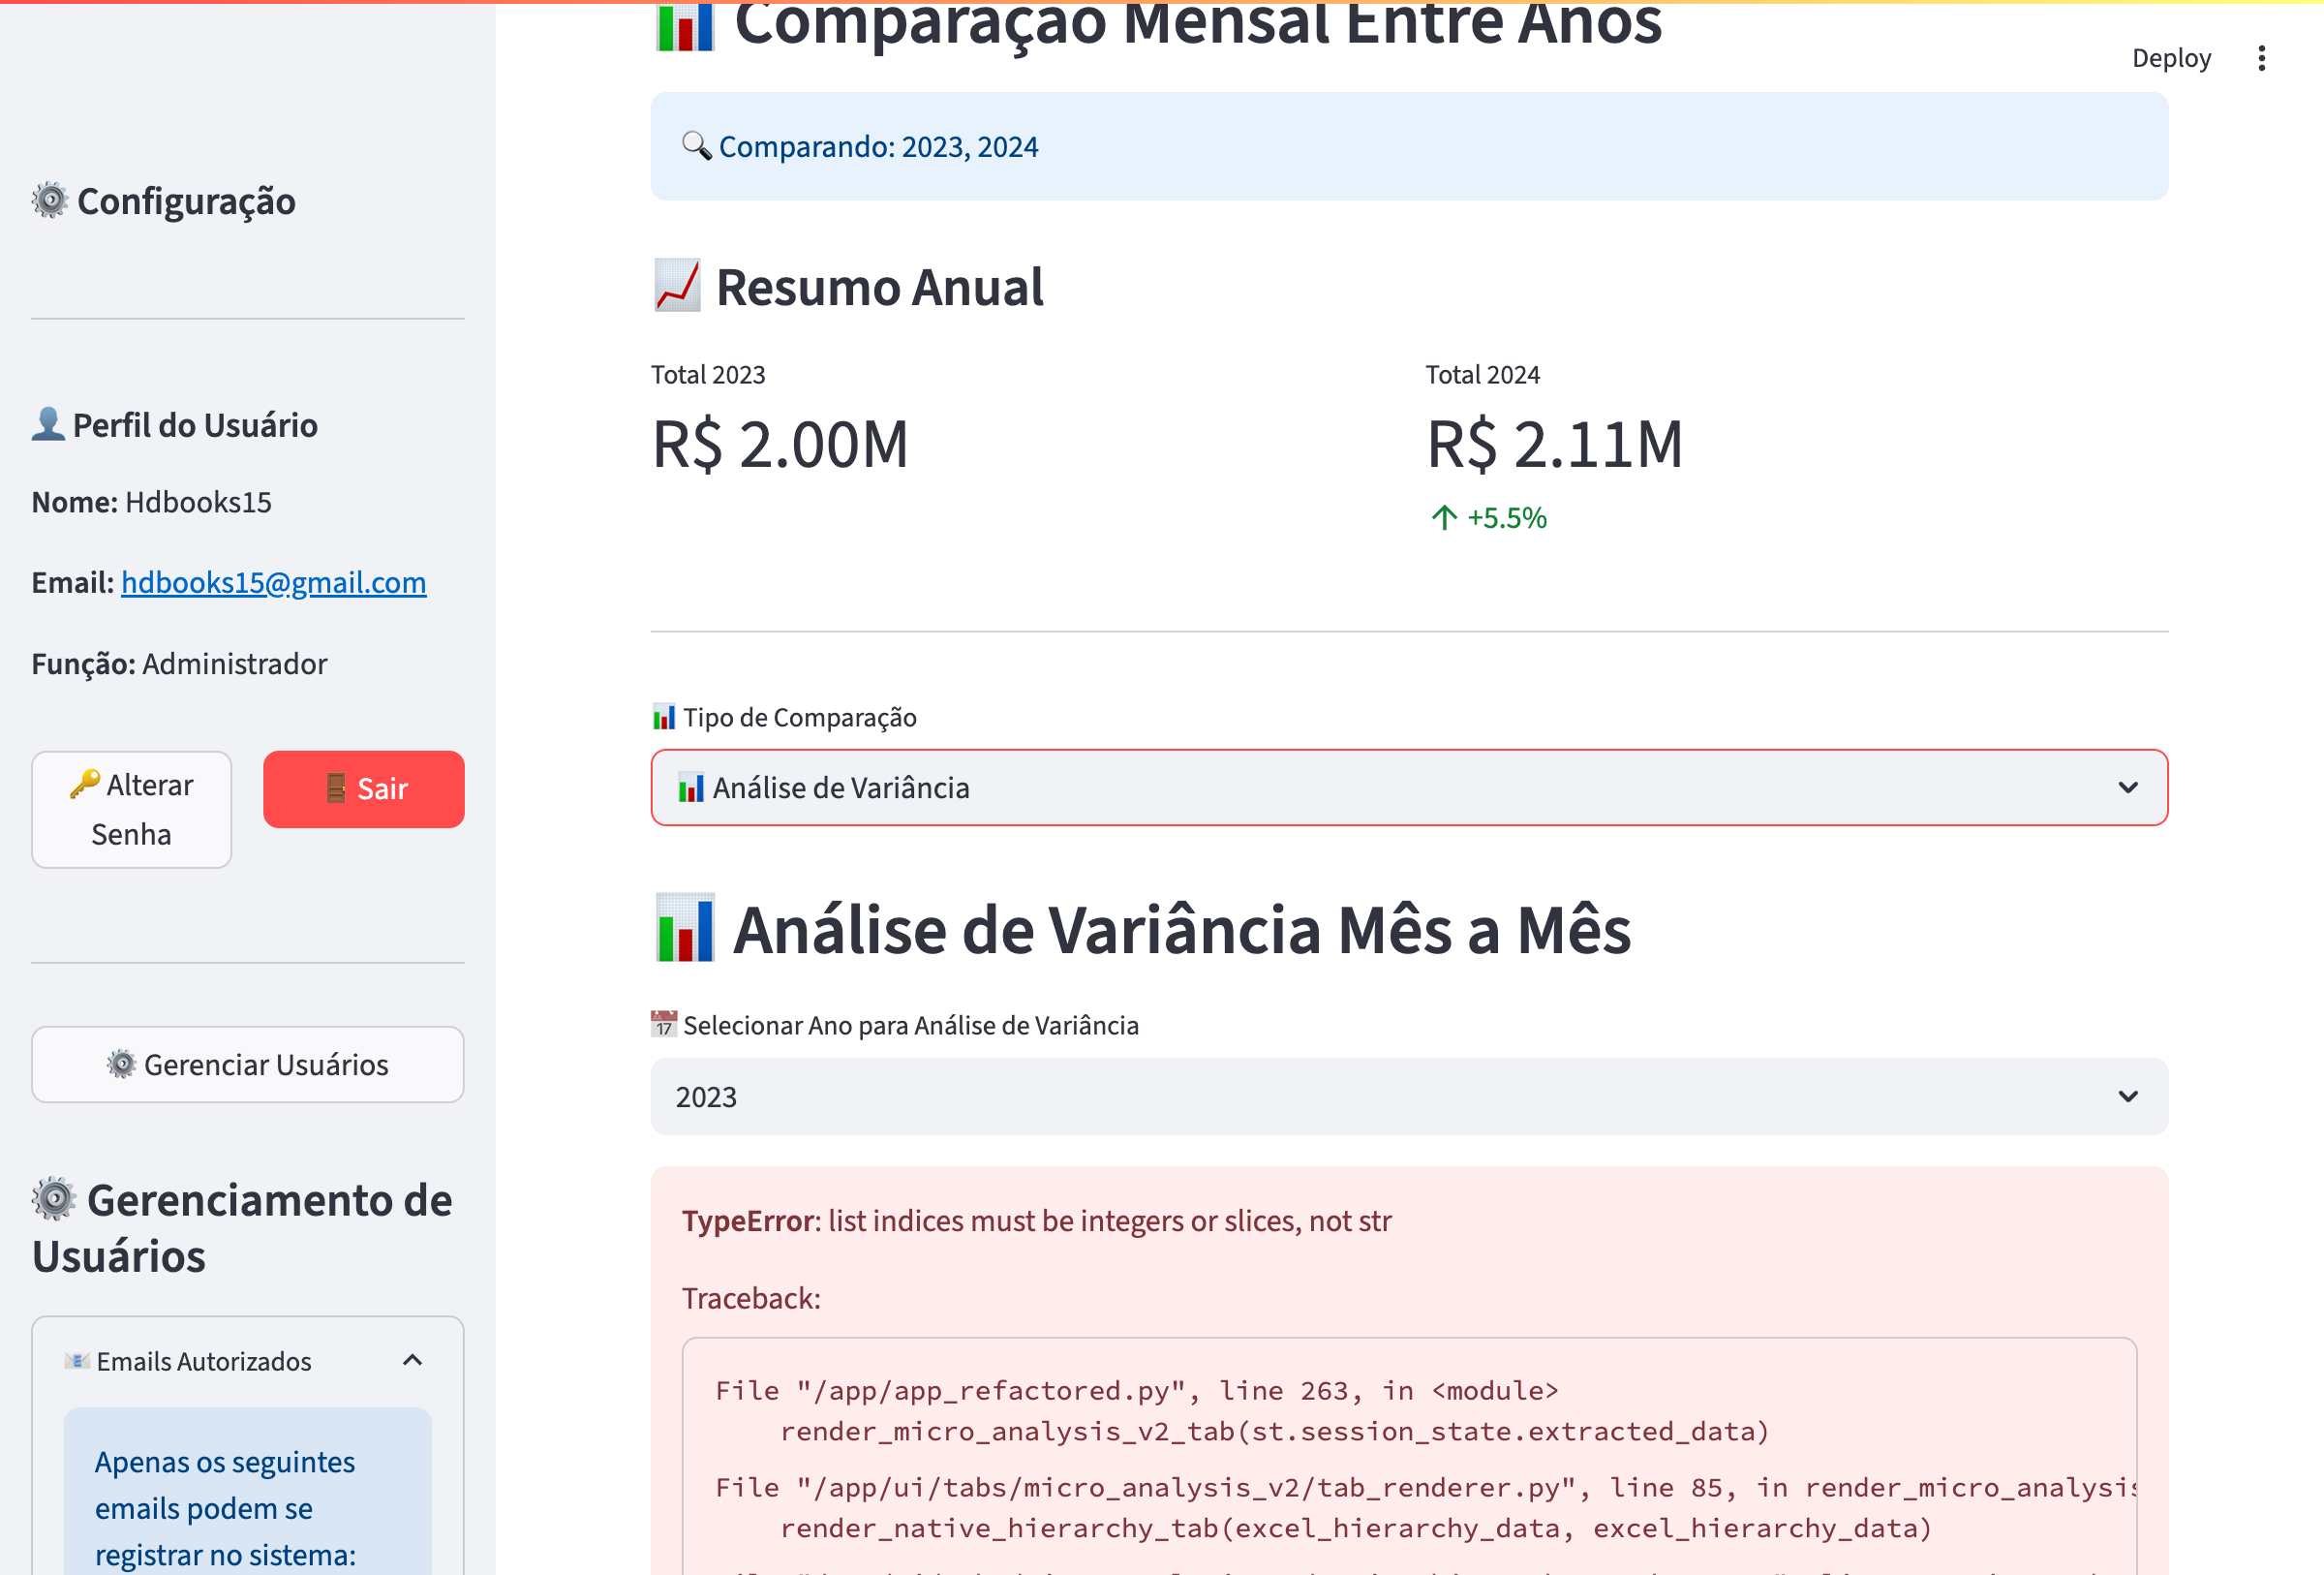 Configuração
Perfil do Usuário
Nome: Hdbooks15
Email: hdbooks15@gmail.com
Função: Administrador
Alterar
Senha
Sair
Gerenciar Usuários
Gerenciamento de
Usuários
Emails Autorizados
Apenas os seguintes
emails podem se
registrar no sistema:
Comparação Mensal Entre Anos
Deploy
Comparando: 2023, 2024
Resumo Anual
Total 2023
R$ 2.00M
Total 2024
R$ 2.11M
+5.5%
Tipo de Comparação
Análise de Variância
Análise de Variância Mês a Mês
17
Selecionar Ano para Análise de Variância
2023
TypeError: list indices must be integers or slices, not str
Traceback:
File "/app/app_refactored.py", line 263, in <module>
render_micro_analysis_v2_tab(st.session_state.extracted_data)
File "/app/ui/tabs/micro_analysis_v2/tab_renderer.py", line 85, in render_micro_analysis
render_native_hierarchy_tab(excel_hierarchy_data, excel_hierarchy_data)